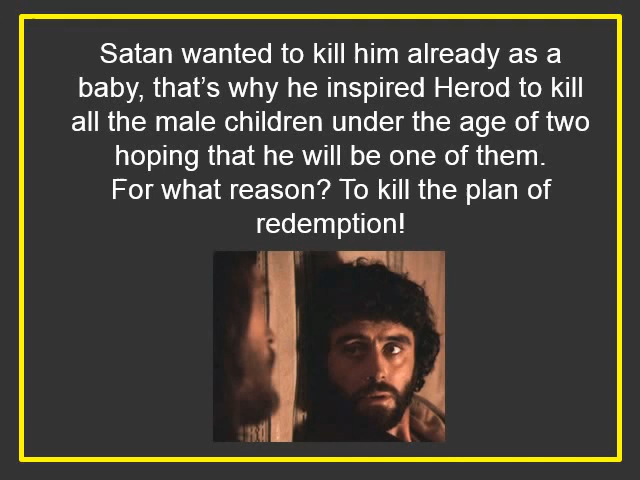 Satan wanted to kill him already as a
baby, that’s why he inspired Herod to kill
all the male children under the age of two
hoping that he will be one of them.
For what reason? To kill the plan of
redemption!